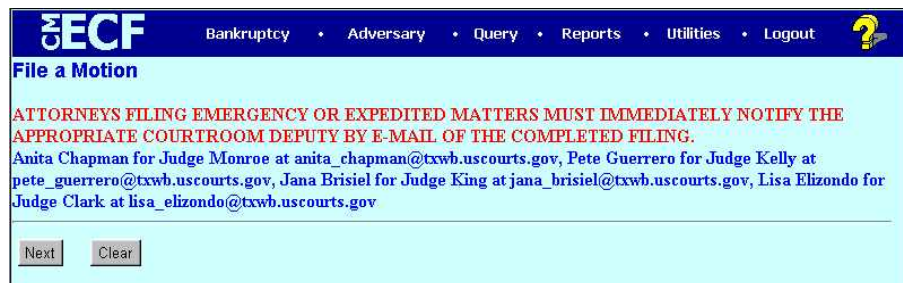 CM ECF Bankruptcy • Adversary • Query • Reports • Utilities • Logout ?
File a Motion
ATTORNEYS FILING EMERGENCY OR EXPEDITED MATTERS MUST IMMEDIATELY NOTIFY THE
APPROPRIATE COURTROOM DEPUTY BY E-MAIL OF THE COMPLETED FILING.
Anita Chapman for Judge Monroe at anita_chapman@txwb.uscourts.gov, Pete Guerrero for Judge Kelly at
pete_guerrero@txwb.uscourts.gov, Jana Brisiel for Judge King at jana_brisiel@txwb.uscourts.gov, Lisa Elizondo for
Judge Clark at lisa_elizondo@txwb.uscourts.gov
Next Clear